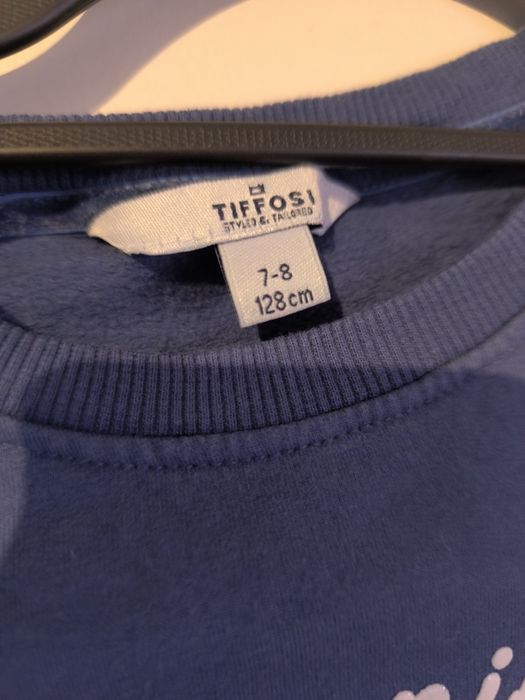 TIFFOSI
STYLED & TAILORED
7-8
128cm